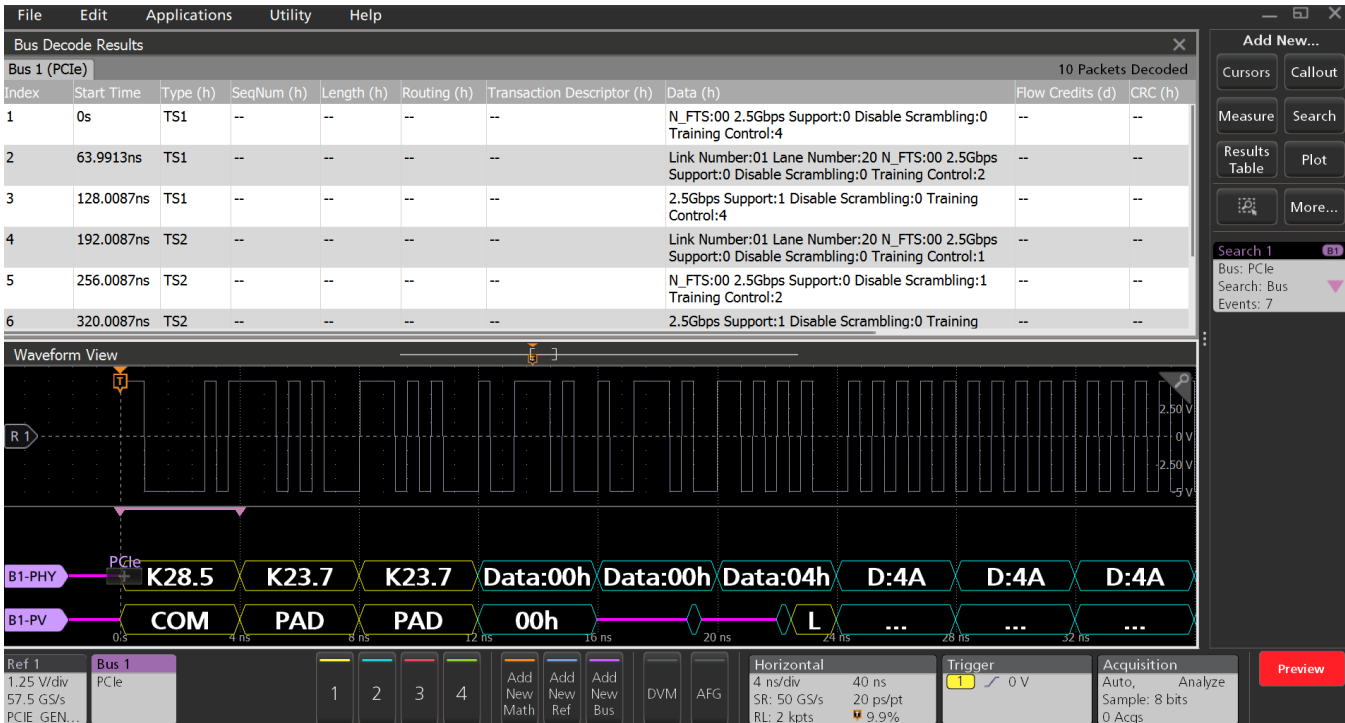 File Edit Applications Utility Help
Bus Decode Results
Bus 1 (PCIe) 10 Packets Decoded
Index Start Time Type (h) SeqNum (h) Length (h) Routing (h) Transaction Descriptor (h) Data (h) Flow Credits (d) CRC (h)
1 0s TS1 -- -- -- -- N_FTS:00 2.5Gbps Support:0 Disable Scrambling:0 -- --
Training Control:4
2 63.9913ns TS1 -- -- -- -- Link Number:01 Lane Number:20 N_FTS:00 2.5Gbps -- --
Support:0 Disable Scrambling:0 Training Control:2
3 128.0087ns TS1 -- -- -- -- 2.5Gbps Support:1 Disable Scrambling:0 Training -- --
Control:4
4 192.0087ns TS2 -- -- -- -- Link Number:01 Lane Number:20 N_FTS:00 2.5Gbps -- --
Support:0 Disable Scrambling:0 Training Control:1
5 256.0087ns TS2 -- -- -- -- N_FTS:00 2.5Gbps Support:0 Disable Scrambling:1 -- --
Training Control:2
6 320.0087ns TS2 -- -- -- -- 2.5Gbps Support:1 Disable Scrambling:0 Training -- --
Waveform View
T
2.50 V
R 1
0 V
-2.50 V
-5 V
PCIe
B1-PHY K28.5 K23.7 K23.7 Data:00h Data:00h Data:04h D:4A D:4A D:4A
B1-PV COM PAD PAD 00h L ... ... ...
0s 4 ns 8 ns 12 ns 16 ns 20 ns 24 ns 28 ns 32 ns
Add New...
Cursors Callout
Measure Search
Results Table Plot
More...
Search 1 B1
Bus: PCIe
Search: Bus
Events: 7
Ref 1
1.25 V/div
57.5 GS/s
PCIE_GEN...
Bus 1
PCIe
1 2 3 4
Add New Math
Add New Ref
Add New Bus
DVM AFG
Horizontal
4 ns/div 40 ns
SR: 50 GS/s 20 ps/pt
RL: 2 kpts T 9.9%
Trigger
1 0 V
Acquisition
Auto, Analyze
Sample: 8 bits
0 Acqs
Preview